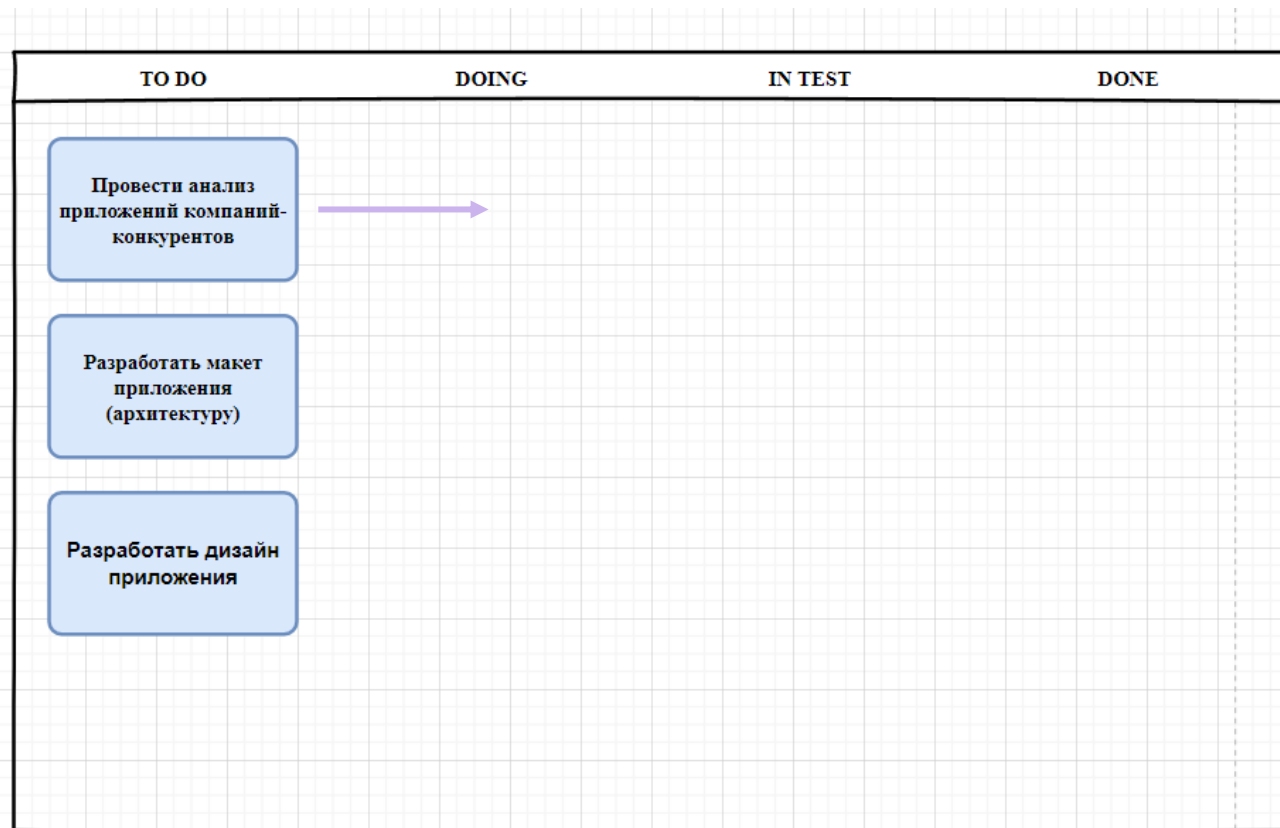 TO DO
DOING
IN TEST
DONE
Провести анализ
приложений компаний-
конкурентов
Разработать макет
приложения
(архитектуру)
Разработать дизайн
приложения